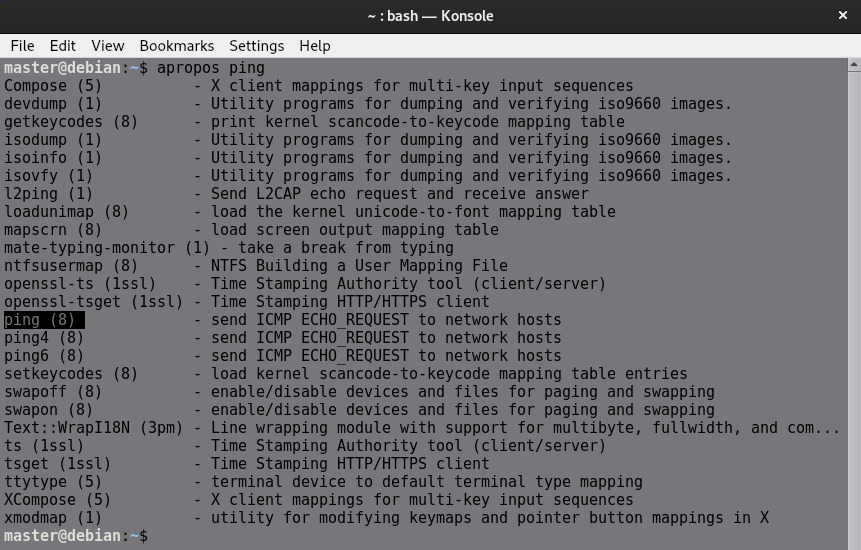 ~ : bash — Konsole
File Edit View Bookmarks Settings Help
master@debian:~$ apropos ping
Compose (5)          - X client mappings for multi-key input sequences
devdump (1)          - Utility programs for dumping and verifying iso9660 images.
getkeycodes (8)      - print kernel scancode-to-keycode mapping table
isodump (1)          - Utility programs for dumping and verifying iso9660 images.
isoinfo (1)          - Utility programs for dumping and verifying iso9660 images.
isovfy (1)           - Utility programs for dumping and verifying iso9660 images.
l2ping (1)           - Send L2CAP echo request and receive answer
loadunimap (8)       - load the kernel unicode-to-font mapping table
mapscrn (8)          - load screen output mapping table
mate-typing-monitor (1) - take a break from typing
ntfsusermap (8)      - NTFS Building a User Mapping File
openssl-ts (1ssl)    - Time Stamping Authority tool (client/server)
openssl-tsget (1ssl) - Time Stamping HTTP/HTTPS client
ping (8)             - send ICMP ECHO_REQUEST to network hosts
ping4 (8)            - send ICMP ECHO_REQUEST to network hosts
ping6 (8)            - send ICMP ECHO_REQUEST to network hosts
setkeycodes (8)      - load kernel scancode-to-keycode mapping table entries
swapoff (8)          - enable/disable devices and files for paging and swapping
swapon (8)           - enable/disable devices and files for paging and swapping
Text::WrapI18N (3pm) - Line wrapping module with support for multibyte, fullwidth, and com...
ts (1ssl)            - Time Stamping Authority tool (client/server)
tsget (1ssl)         - Time Stamping HTTP/HTTPS client
ttytype (5)          - terminal device to default terminal type mapping
XCompose (5)         - X client mappings for multi-key input sequences
xmodmap (1)          - utility for modifying keymaps and pointer button mappings in X
master@debian:~$